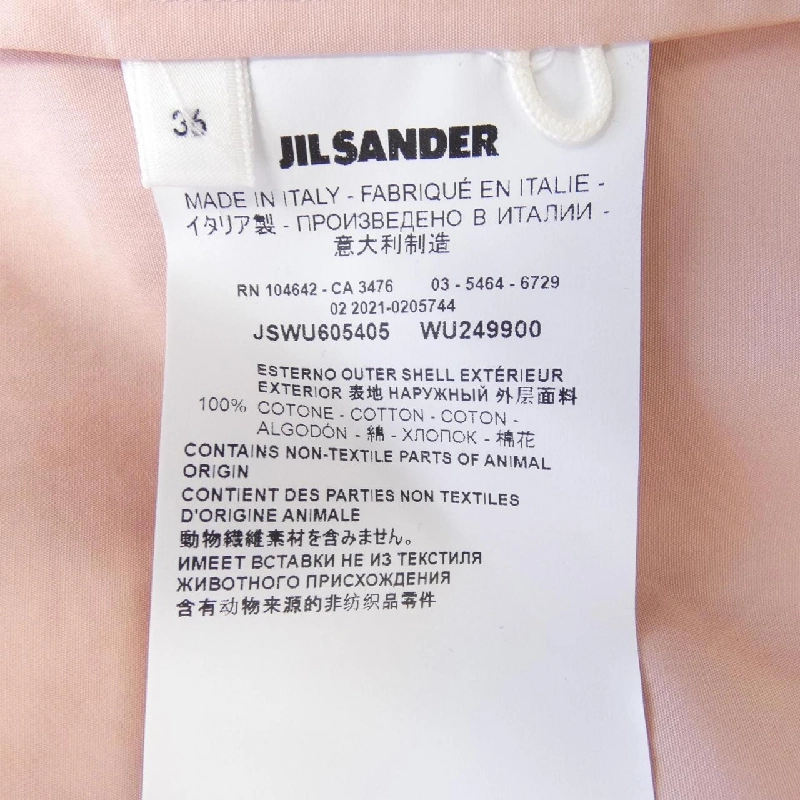 36
JIL SANDER
MADE IN ITALY - FABRIQUÉ EN ITALIE -
イタリア製 - ПРОИЗВЕДЕНО В ИТАЛИИ -
意大利制造
RN 104642 - CA 3476 03 - 5464 - 6729
02 2021-0205744
JSWU605405 WU249900
ESTERNO OUTER SHELL EXTÉRIEUR
EXTERIOR 表地 НАРУЖНЫЙ 外层面料
100% COTONE - COTTON - COTON -
ALGODÓN - 綿 - ХЛОПОК - 棉花
CONTAINS NON-TEXTILE PARTS OF ANIMAL
ORIGIN
CONTIENT DES PARTIES NON TEXTILES
D'ORIGINE ANIMALE
動物繊維素材を含みません。
ИМЕЕТ ВСТАВКИ НЕ ИЗ ТЕКСТИЛЯ
ЖИВОТНОГО ПРИСХОЖДЕНИЯ
含有动物来源的非纺织品零件